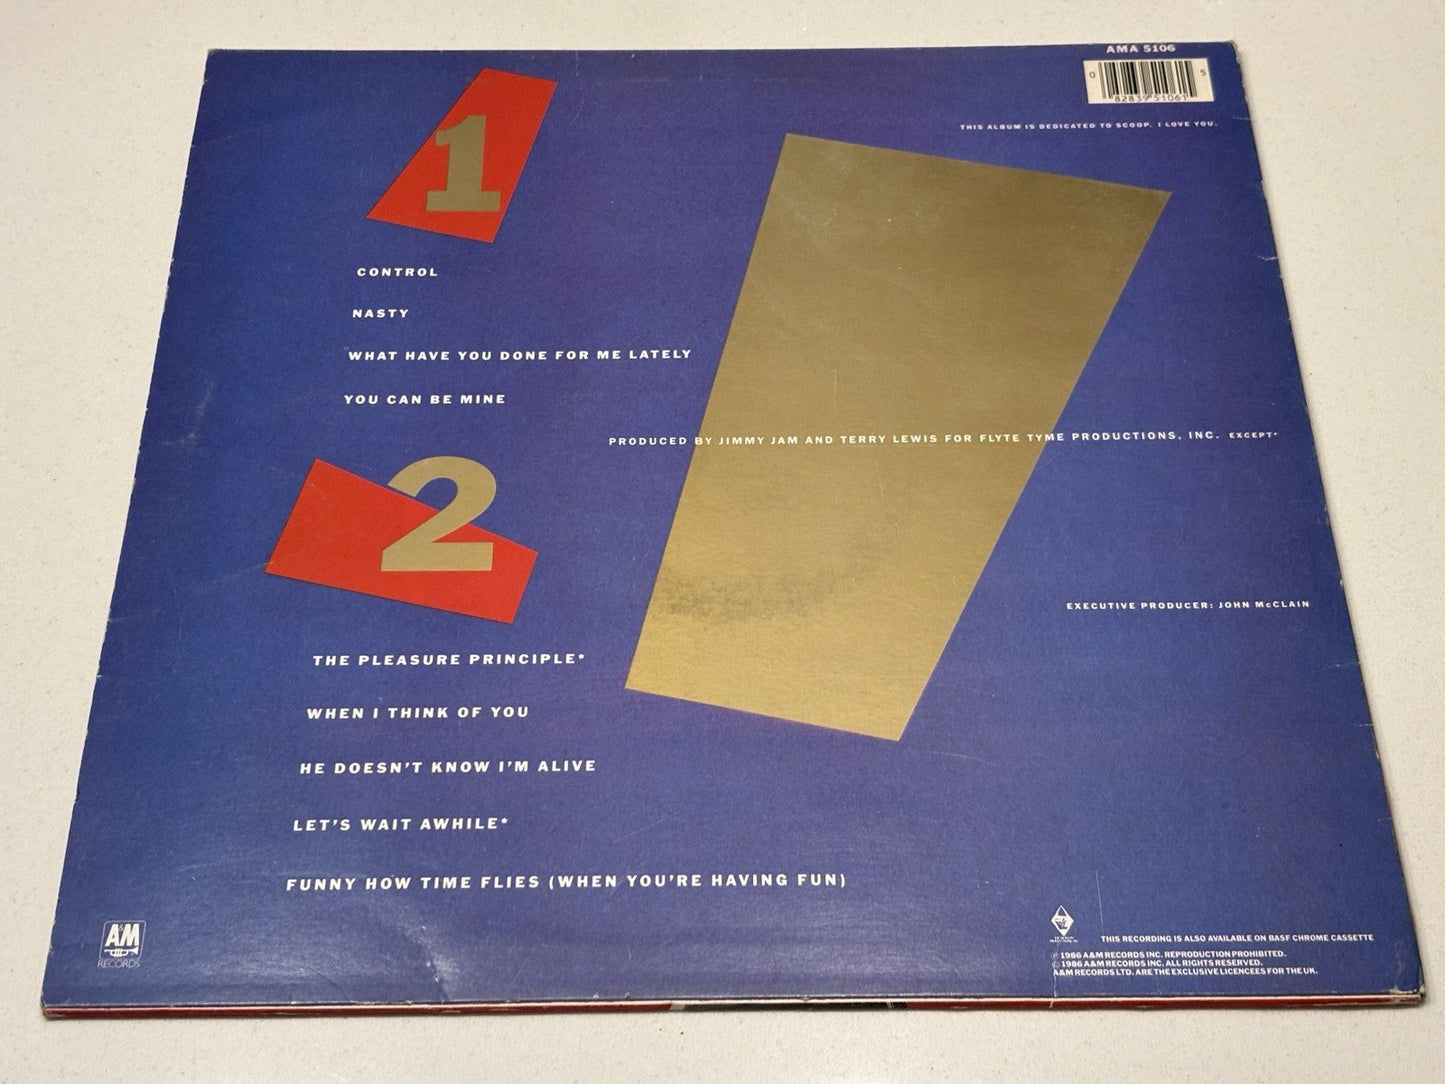 AMA 5106
0 82839 51061 5
THIS ALBUM IS DEDICATED TO SCOOP. I LOVE YOU.
1
CONTROL
NASTY
WHAT HAVE YOU DONE FOR ME LATELY
YOU CAN BE MINE
PRODUCED BY JIMMY JAM AND TERRY LEWIS FOR FLYTE TYME PRODUCTIONS, INC. EXCEPT*
2
EXECUTIVE PRODUCER: JOHN McCLAIN
THE PLEASURE PRINCIPLE*
WHEN I THINK OF YOU
HE DOESN'T KNOW I'M ALIVE
LET'S WAIT AWHILE*
FUNNY HOW TIME FLIES (WHEN YOU'RE HAVING FUN)
A&M
RECORDS
THIS RECORDING IS ALSO AVAILABLE ON BASF CHROME CASSETTE
℗ 1986 A&M RECORDS INC. REPRODUCTION PROHIBITED.
© 1986 A&M RECORDS INC. ALL RIGHTS RESERVED.
A&M RECORDS LTD. ARE THE EXCLUSIVE LICENCEES FOR THE UK.